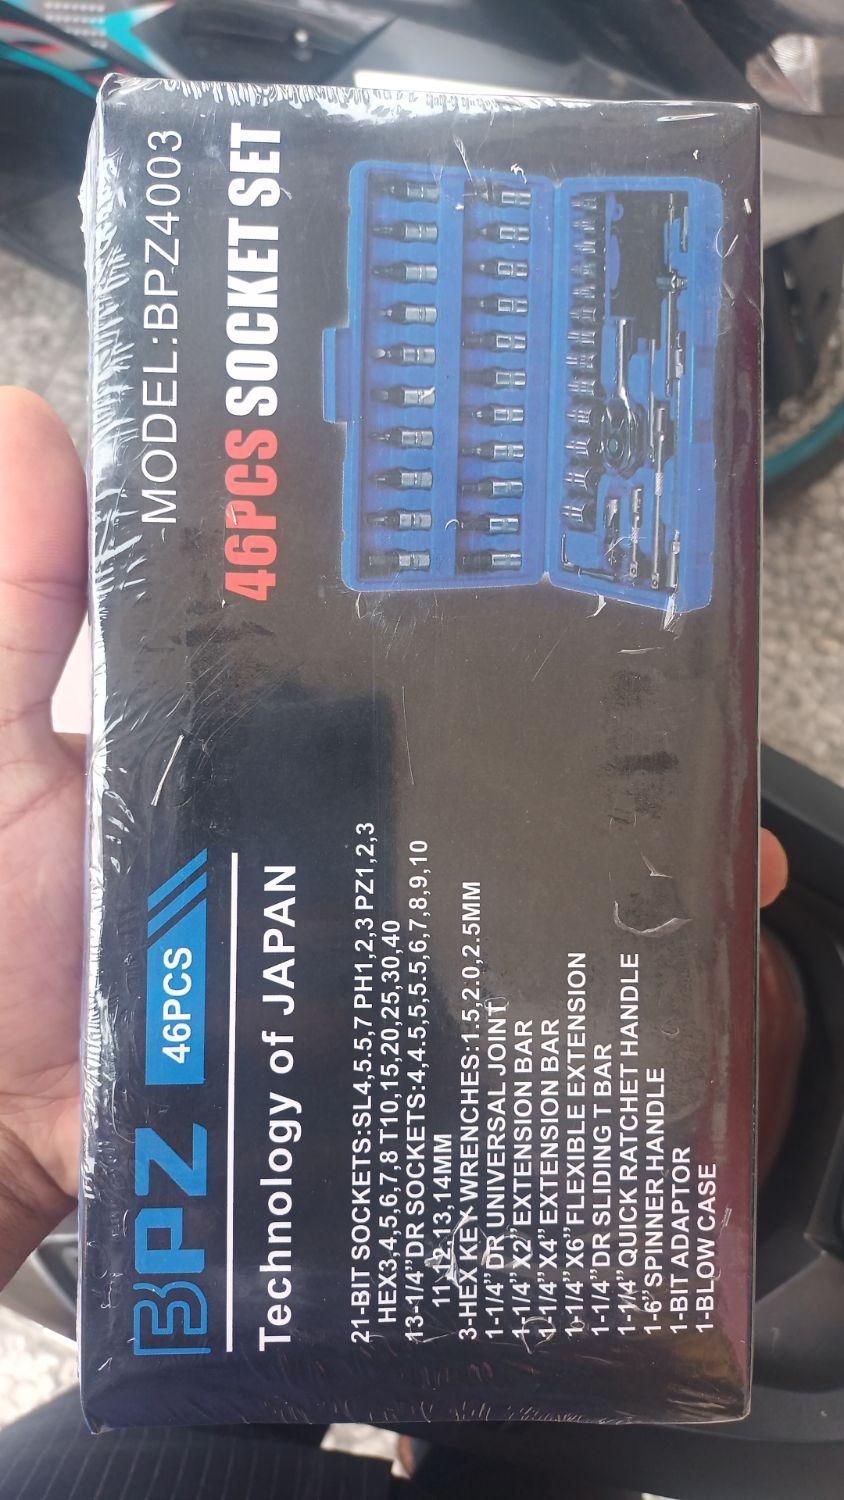 BPZ 46PCS
MODEL:BPZ4003
Technology of JAPAN
46PCS SOCKET SET
21-BIT SOCKETS:SL4,5.5,7 PH1,2,3 PZ1,2,3
HEX3,4,5,6,7,8 T10,15,20,25,30,40
13-1/4"DR SOCKETS:4,4.5,5,5.5,6,7,8,9,10
11,12,13,14MM
3-HEX KEY WRENCHES:1.5,2.0,2.5MM
1-1/4" DR UNIVERSAL JOINT
1-1/4" X2" EXTENSION BAR
1-1/4" X4" EXTENSION BAR
1-1/4" X6" FLEXIBLE EXTENSION
1-1/4" DR SLIDING T BAR
1-1/4" QUICK RATCHET HANDLE
1-6" SPINNER HANDLE
1-BIT ADAPTOR
1-BLOW CASE